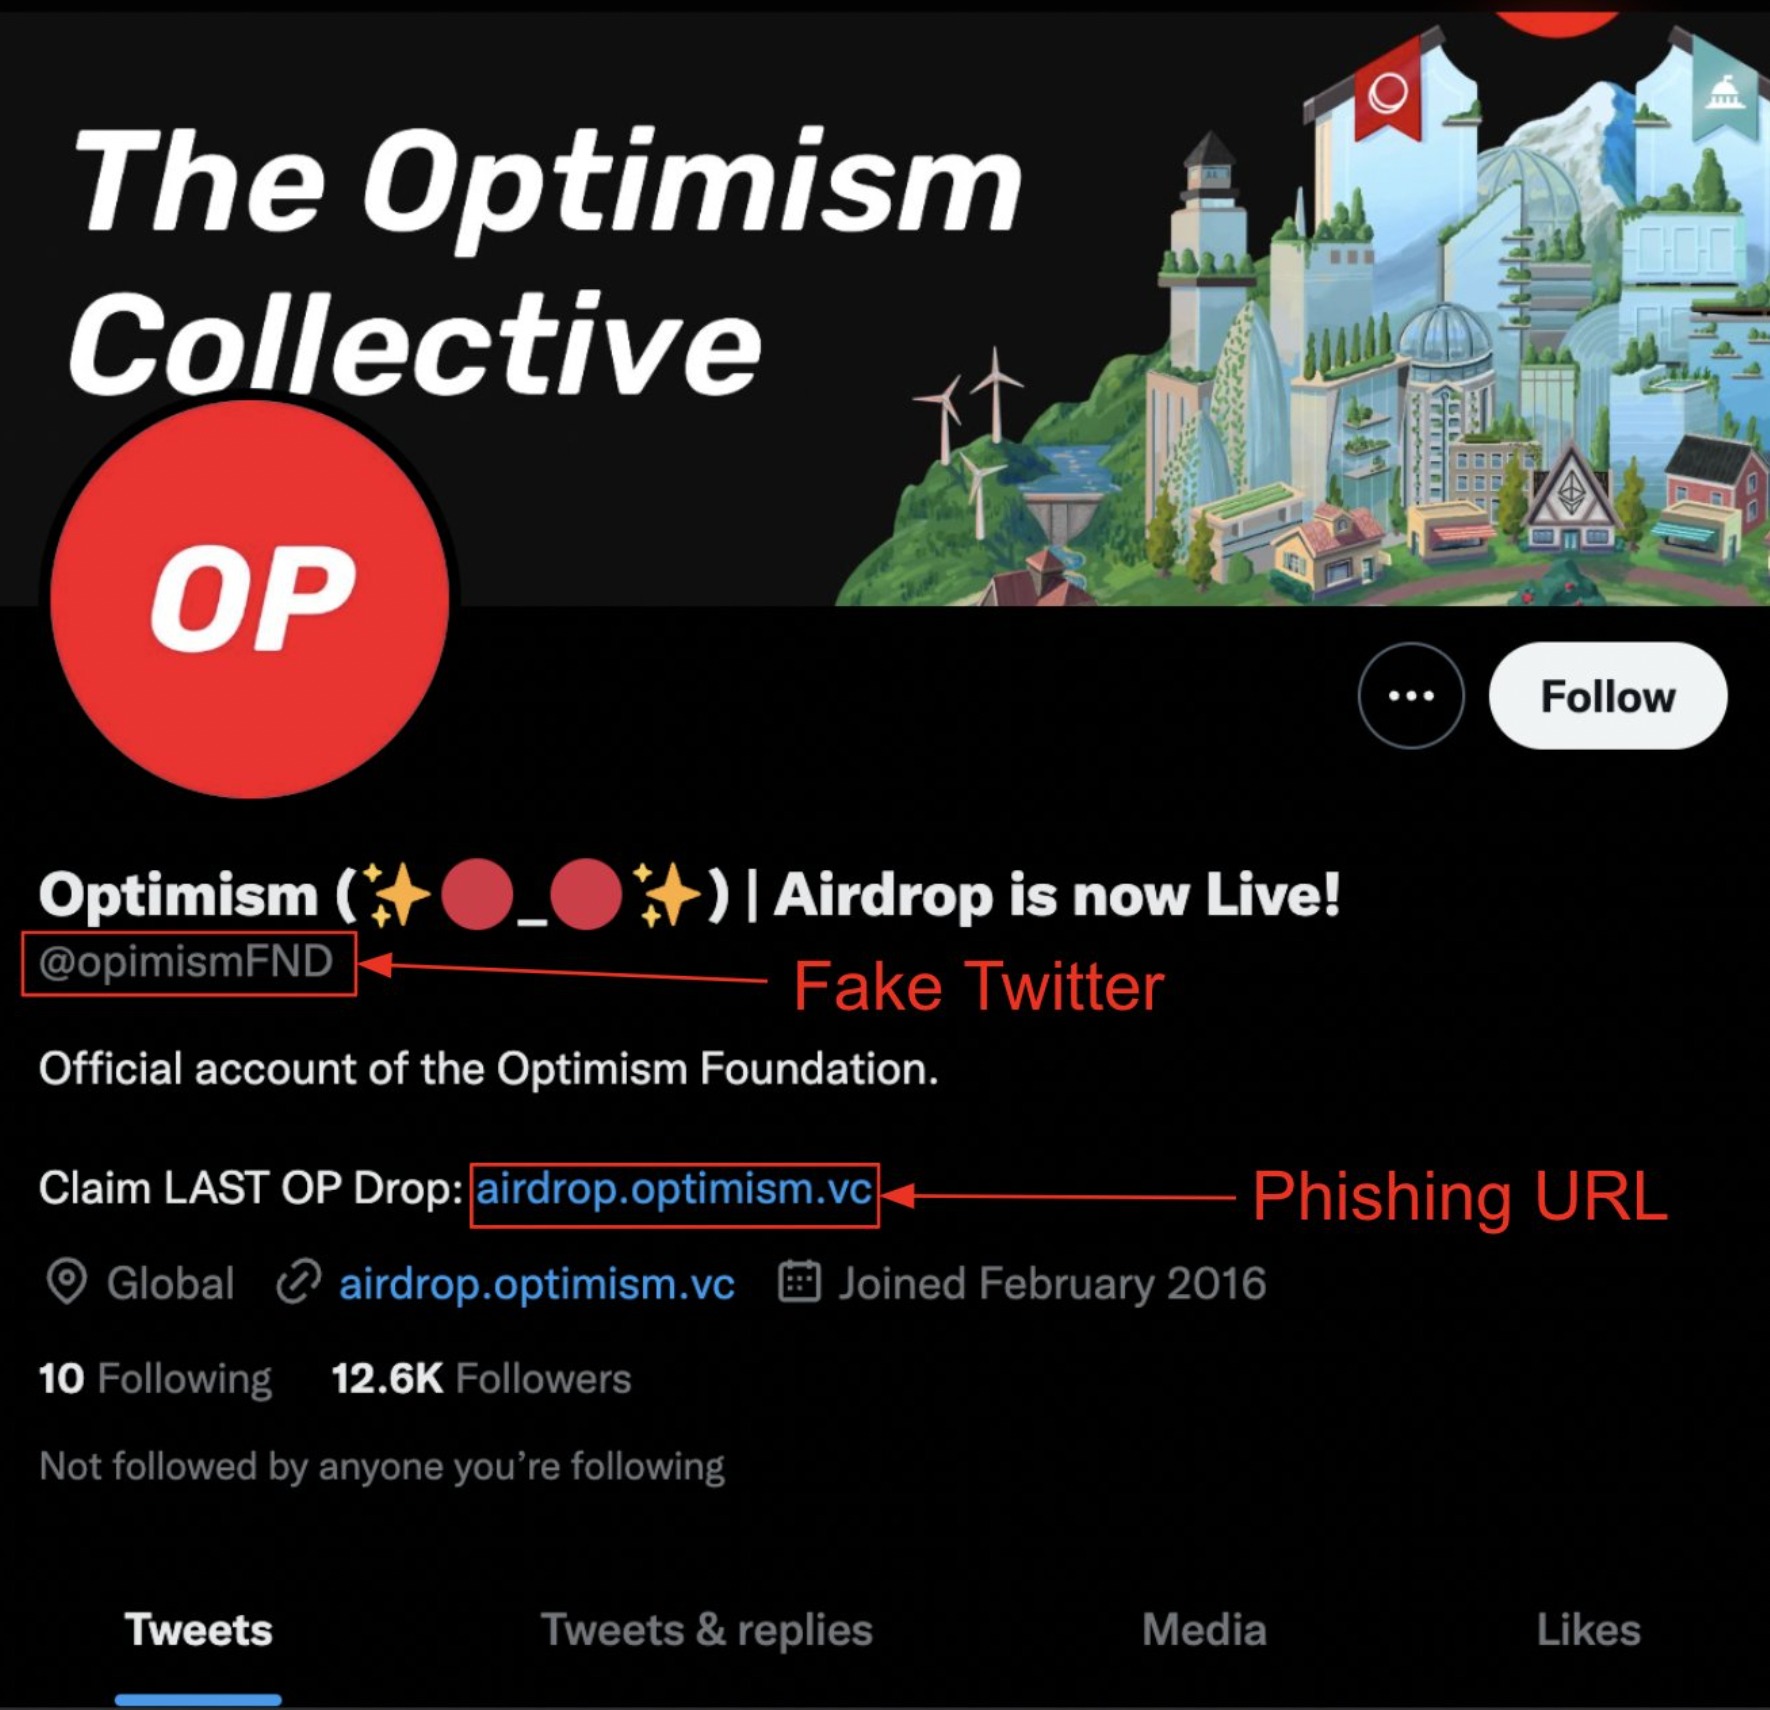 The Optimism
Collective
OP
...
Follow
Optimism (✨🔴_🔴✨) | Airdrop is now Live!
@opimismFND
Fake Twitter
Official account of the Optimism Foundation.
Claim LAST OP Drop: airdrop.optimism.vc
Phishing URL
Global airdrop.optimism.vc Joined February 2016
10 Following 12.6K Followers
Not followed by anyone you’re following
Tweets Tweets & replies Media Likes